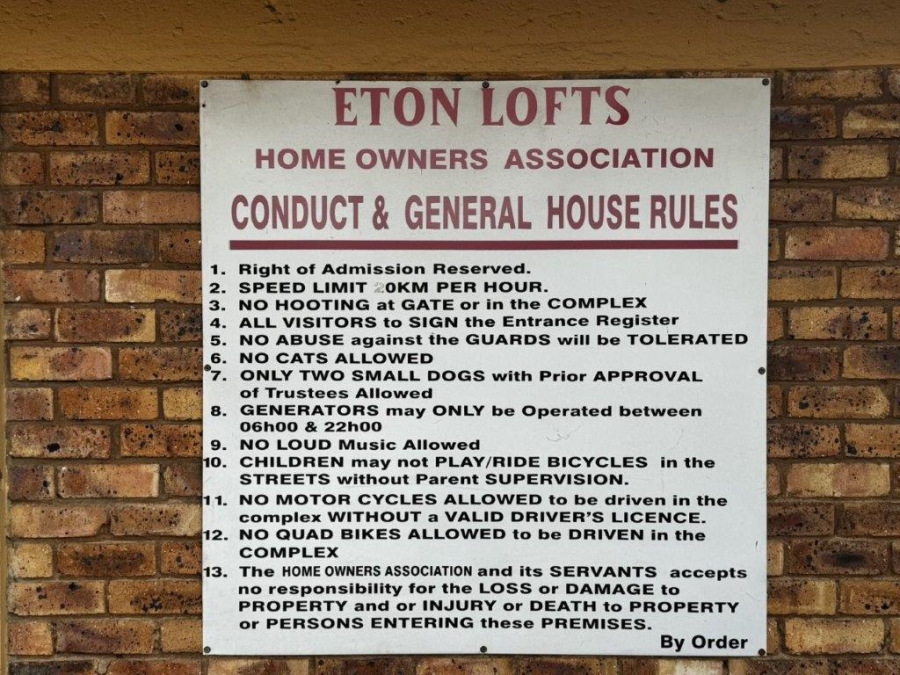 ETON LOFTS
HOME OWNERS ASSOCIATION
CONDUCT & GENERAL HOUSE RULES
1. Right of Admission Reserved.
2. SPEED LIMIT 20KM PER HOUR.
3. NO HOOTING at GATE or in the COMPLEX
4. ALL VISITORS to SIGN the Entrance Register
5. NO ABUSE against the GUARDS will be TOLERATED
6. NO CATS ALLOWED
7. ONLY TWO SMALL DOGS with Prior APPROVAL
of Trustees Allowed
8. GENERATORS may ONLY be Operated between
06h00 & 22h00
9. NO LOUD Music Allowed
10. CHILDREN may not PLAY/RIDE BICYCLES in the
STREETS without Parent SUPERVISION.
11. NO MOTOR CYCLES ALLOWED to be driven in the
complex WITHOUT a VALID DRIVER'S LICENCE.
12. NO QUAD BIKES ALLOWED to be DRIVEN in the
COMPLEX
13. The HOME OWNERS ASSOCIATION and its SERVANTS accepts
no responsibility for the LOSS or DAMAGE to
PROPERTY and or INJURY or DEATH to PROPERTY
or PERSONS ENTERING these PREMISES.
By Order